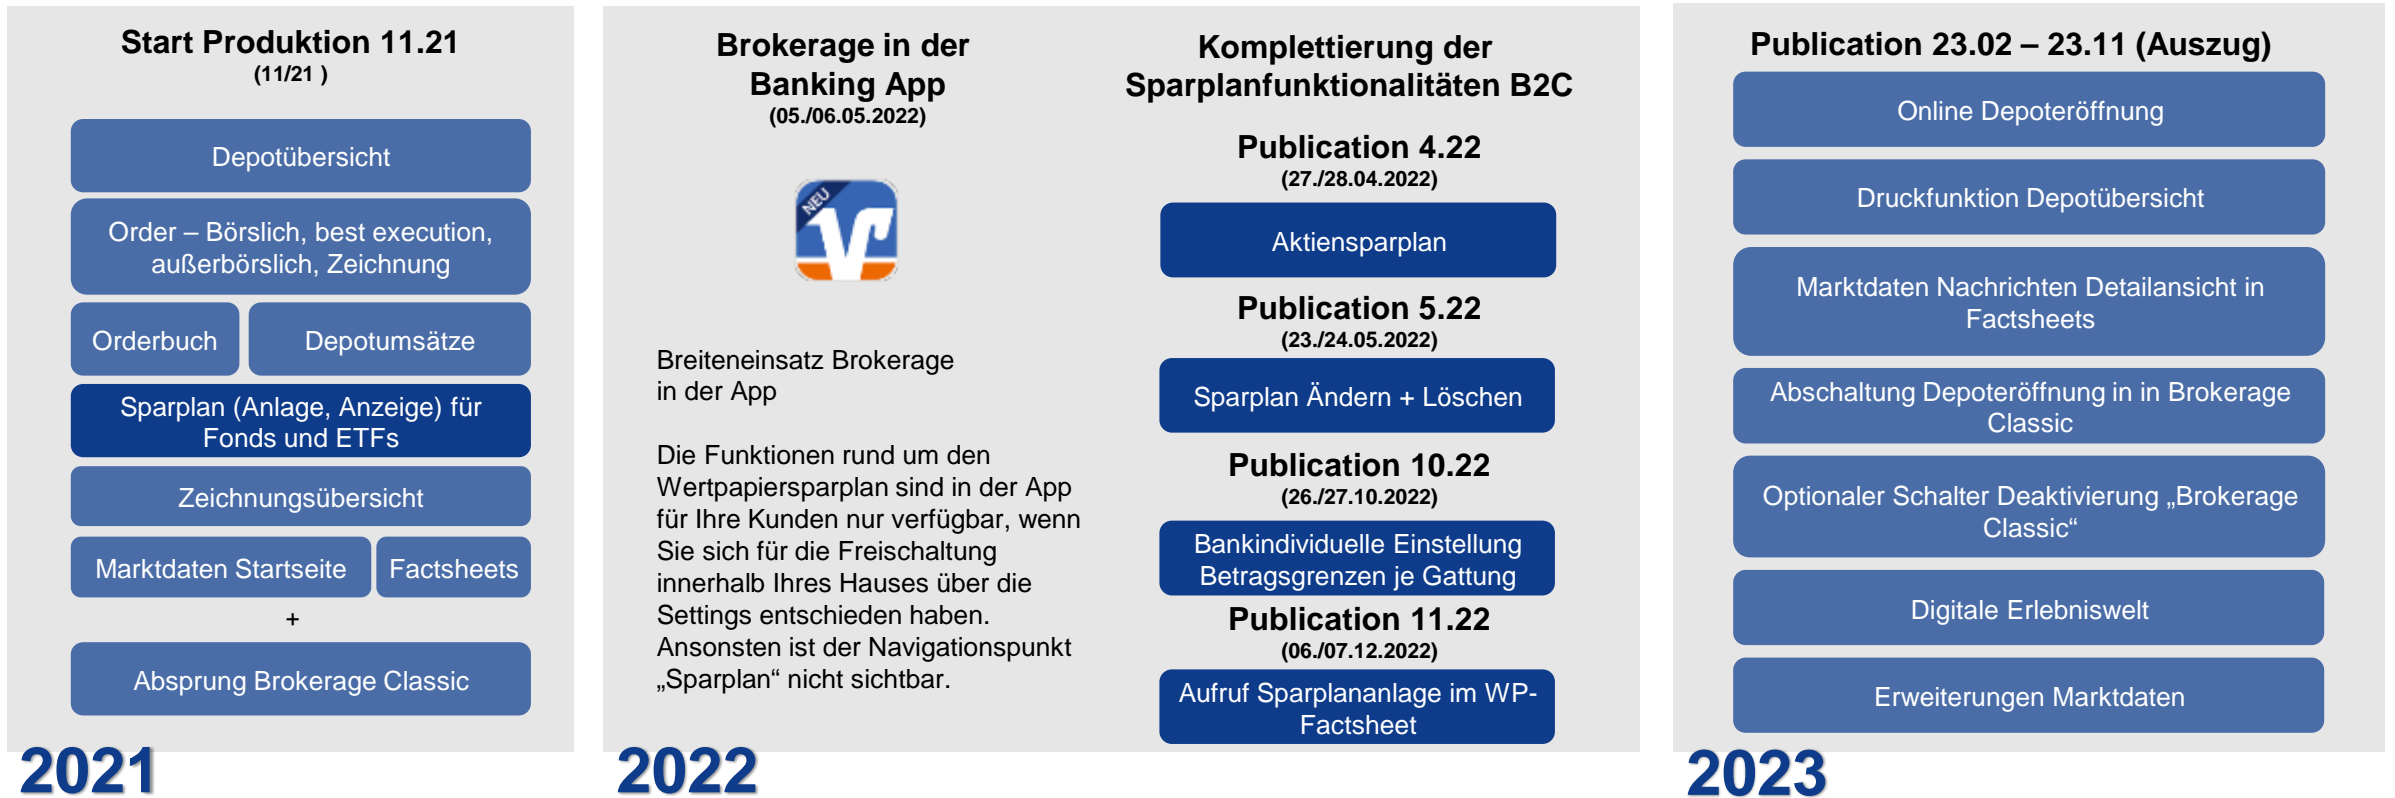 Start Produktion 11.21
(11/21 )
Depotübersicht
Order – Börslich, best execution,
außerbörslich, Zeichnung
Orderbuch
Depotumsätze
Sparplan (Anlage, Anzeige) für
Fonds und ETFs
Zeichnungsübersicht
Marktdaten Startseite
Factsheets
+
Absprung Brokerage Classic
2021
Brokerage in der
Banking App
(05./06.05.2022)
NEU
Breiteneinsatz Brokerage
in der App
Die Funktionen rund um den
Wertpapiersparplan sind in der App
für Ihre Kunden nur verfügbar, wenn
Sie sich für die Freischaltung
innerhalb Ihres Hauses über die
Settings entschieden haben.
Ansonsten ist der Navigationspunkt
„Sparplan“ nicht sichtbar.
Komplettierung der
Sparplanfunktionalitäten B2C
Publication 4.22
(27./28.04.2022)
Aktiensparplan
Publication 5.22
(23./24.05.2022)
Sparplan Ändern + Löschen
Publication 10.22
(26./27.10.2022)
Bankindividuelle Einstellung
Betragsgrenzen je Gattung
Publication 11.22
(06./07.12.2022)
Aufruf Sparplananlage im WP-
Factsheet
2022
Publication 23.02 – 23.11 (Auszug)
Online Depoteröffnung
Druckfunktion Depotübersicht
Marktdaten Nachrichten Detailansicht in
Factsheets
Abschaltung Depoteröffnung in in Brokerage
Classic
Optionaler Schalter Deaktivierung „Brokerage
Classic“
Digitale Erlebniswelt
Erweiterungen Marktdaten
2023